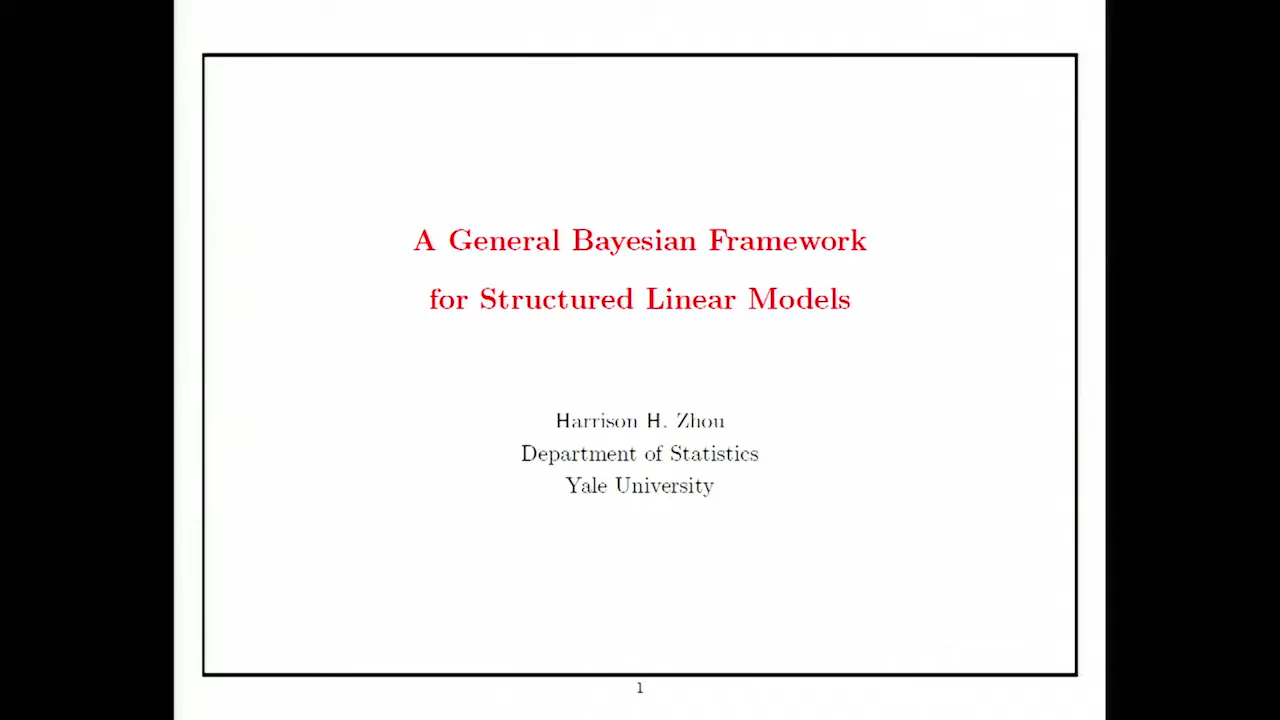 A General Bayesian Framework
for Structured Linear Models
Harrison H. Zhou
Department of Statistics
Yale University
1